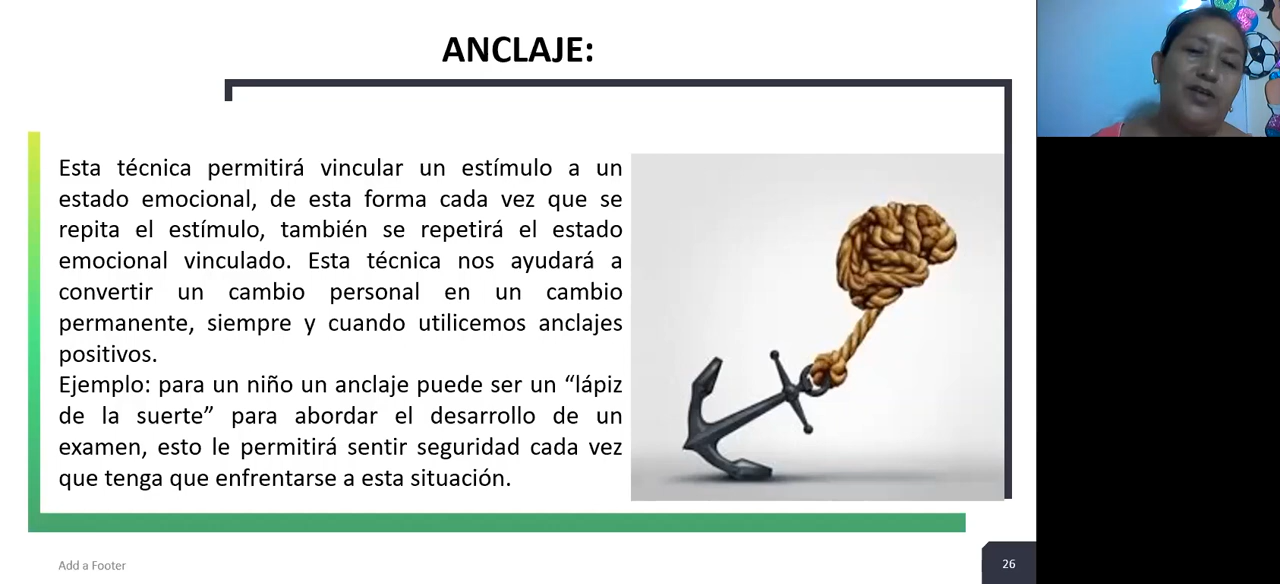 ANCLAJE:
Esta técnica permitirá vincular un estímulo a un
estado emocional, de esta forma cada vez que se
repita el estímulo, también se repetirá el estado
emocional vinculado. Esta técnica nos ayudará a
convertir un cambio personal en un cambio
permanente, siempre y cuando utilicemos anclajes
positivos.
Ejemplo: para un niño un anclaje puede ser un “lápiz
de la suerte” para abordar el desarrollo de un
examen, esto le permitirá sentir seguridad cada vez
que tenga que enfrentarse a esta situación.
Add a Footer
26